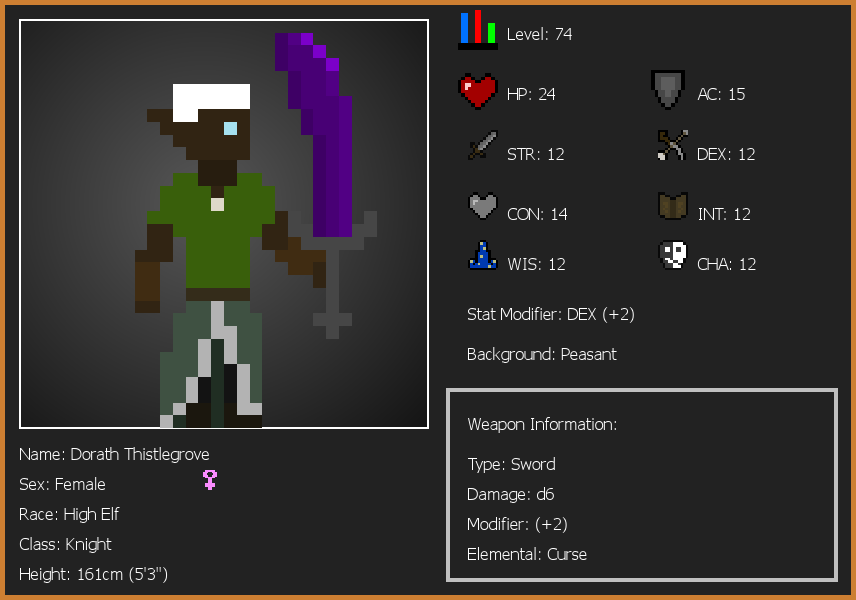 Level: 74
HP: 24
AC: 15
STR: 12
DEX: 12
CON: 14
INT: 12
WIS: 12
CHA: 12
Stat Modifier: DEX (+2)
Background: Peasant
Weapon Information:
Type: Sword
Damage: d6
Modifier: (+2)
Elemental: Curse
Name: Dorath Thistlegrove
Sex: Female
Race: High Elf
Class: Knight
Height: 161cm (5'3")